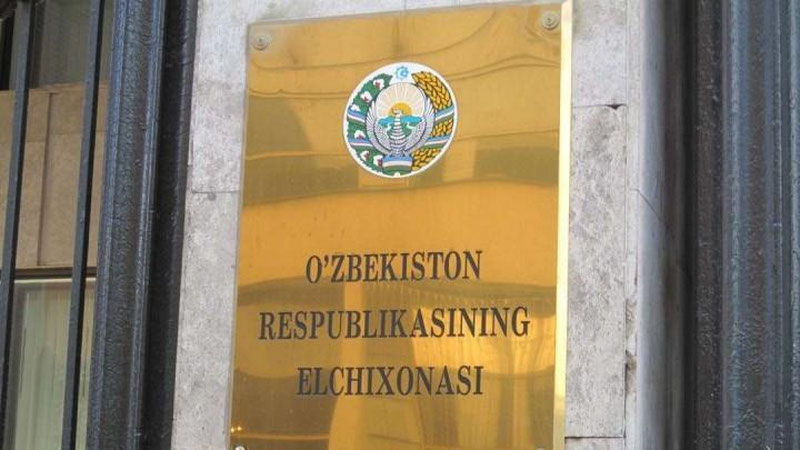 O'ZBEKISTON
RESPUBLIKASINING
ELCHIXONASI